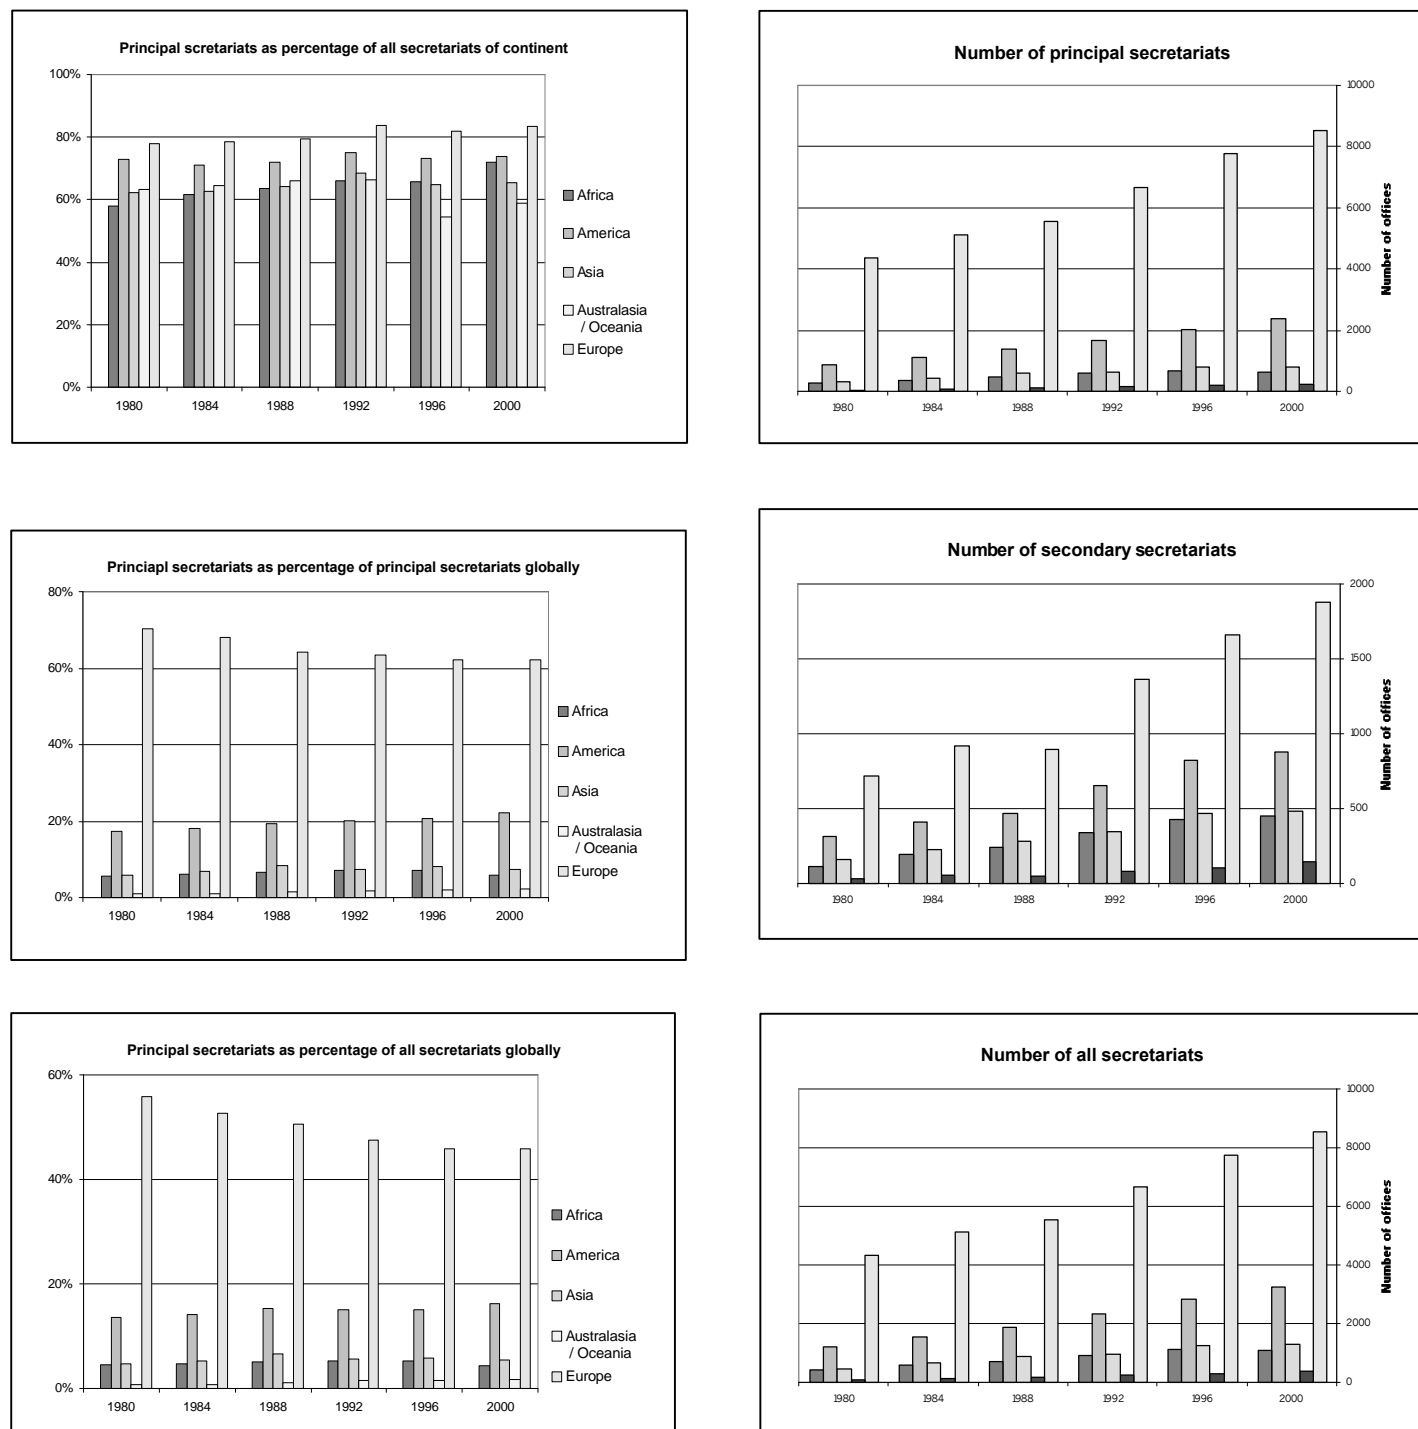 Principal scretariats as percentage of all secretariats of continent
100%
80%
60%
40%
20%
0%
1980 1984 1988 1992 1996 2000
Africa
America
Asia
Australasia
/ Oceania
Europe
Number of principal secretariats
10000
8000
6000
4000
2000
0
Number of offices
1980 1984 1988 1992 1996 2000
Princiapl secretariats as percentage of principal secretariats globally
80%
60%
40%
20%
0%
1980 1984 1988 1992 1996 2000
Africa
America
Asia
Australasia
/ Oceania
Europe
Number of secondary secretariats
2000
1500
1000
500
0
Number of offices
1980 1984 1988 1992 1996 2000
Principal secretariats as percentage of all secretariats globally
60%
40%
20%
0%
1980 1984 1988 1992 1996 2000
Africa
America
Asia
Australasia
/ Oceania
Europe
Number of all secretariats
10000
8000
6000
4000
2000
0
Number of offices
1980 1984 1988 1992 1996 2000